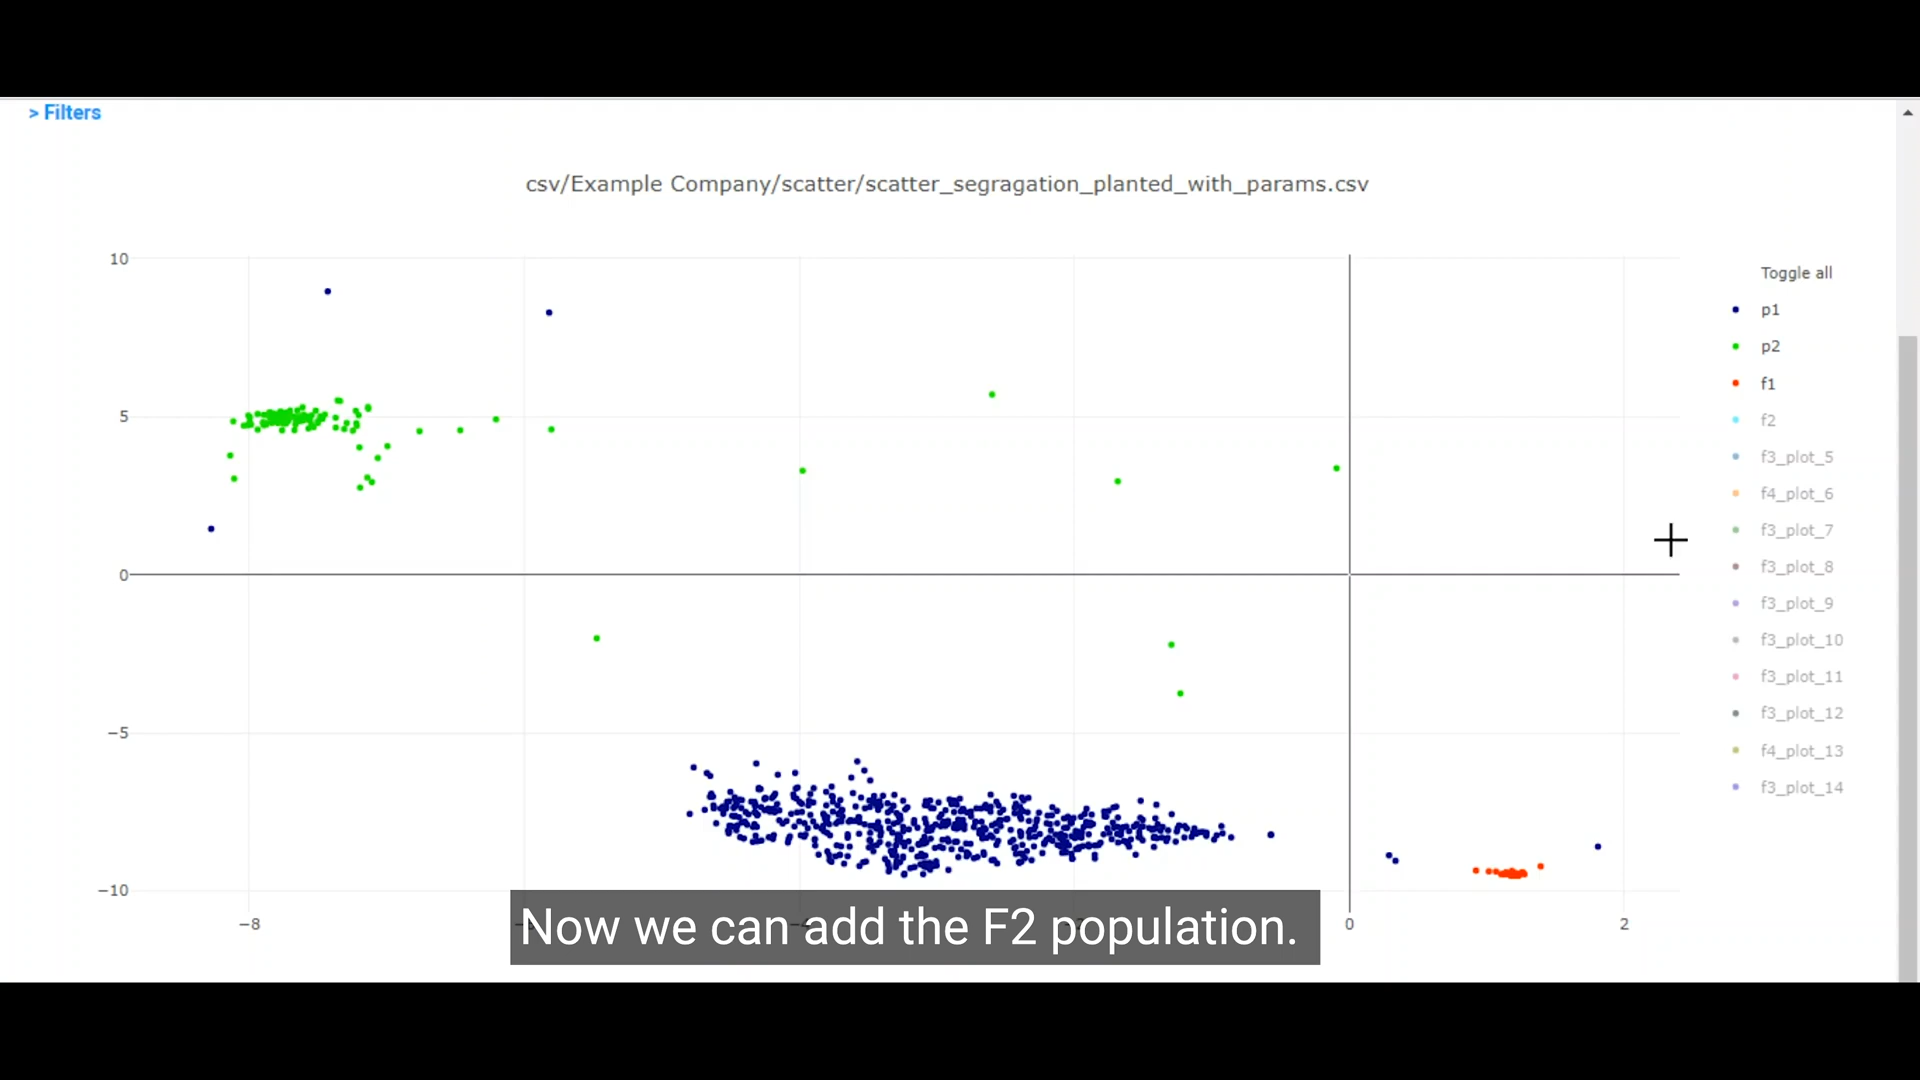 > Filters
csv/Example Company/scatter/scatter_segragation_planted_with_params.csv
10
5
0
−5
−10
−8
0
2
Toggle all
p1
p2
f1
f2
f3_plot_5
f4_plot_6
f3_plot_7
f3_plot_8
f3_plot_9
f3_plot_10
f3_plot_11
f3_plot_12
f4_plot_13
f3_plot_14
Now we can add the F2 population.